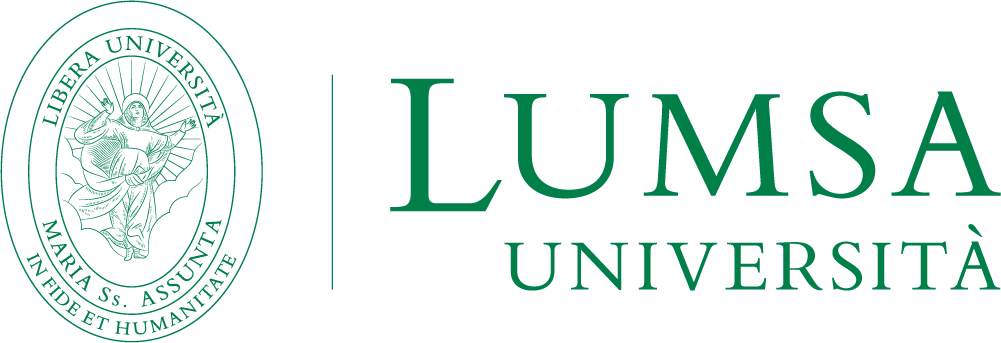 LIBERA UNIVERSITÀ
MARIA Ss. ASSUNTA
IN FIDE ET HUMANITATE
LUMSA
UNIVERSITÀ